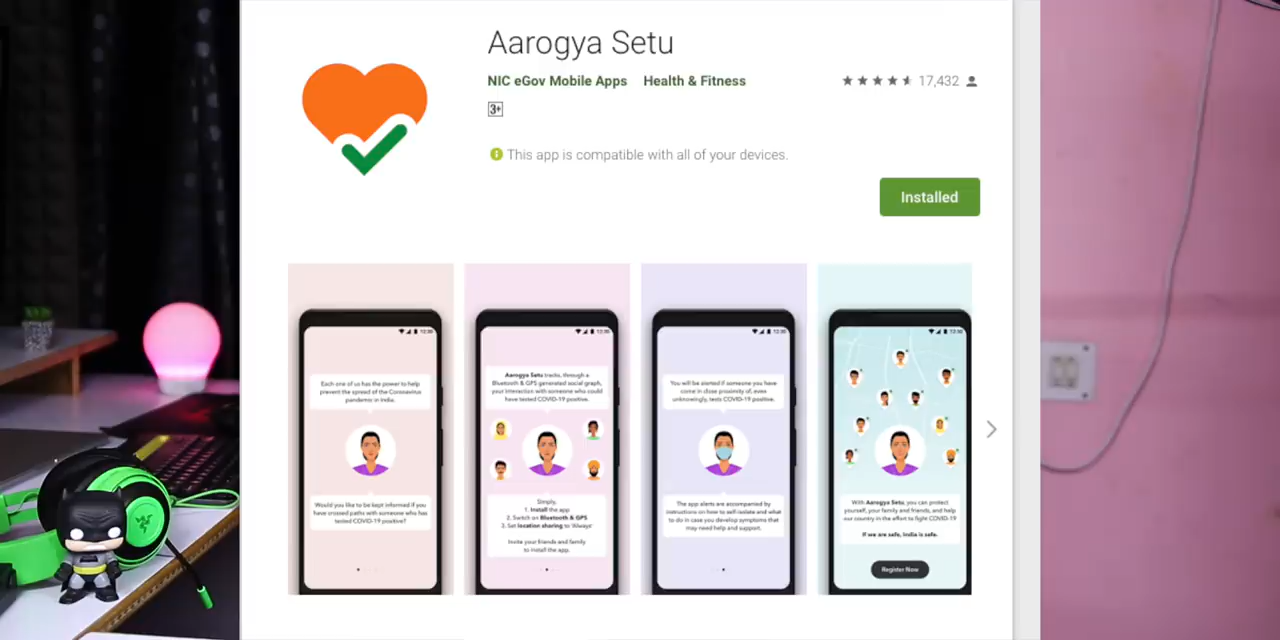 Aarogya Setu
NIC eGov Mobile Apps Health & Fitness 17,432
3+
This app is compatible with all of your devices.
Installed
12:30
Each one of us has the power to help
prevent the spread of the Coronavirus
pandemic in India.
Would you like to be kept informed if you
have crossed paths with someone who has
tested COVID-19 positive?
12:30
Aarogya Setu tracks, through a
Bluetooth & GPS generated social graph,
your interaction with someone who could
have tested COVID-19 positive.
Simply,
1. Install the app
2. Switch on Bluetooth & GPS
3. Set location sharing to 'Always'
Invite your friends and family
to install the app.
12:30
You will be alerted if someone you have
come in close proximity of, even
unknowingly, tests COVID-19 positive.
The app alerts are accompanied by
instructions on how to self-isolate and what
to do in case you develop symptoms that
may need help and support.
12:30
With Aarogya Setu, you can protect
yourself, your family and friends, and help
our country in the effort to fight COVID-19
If we are safe, India is safe.
Register Now